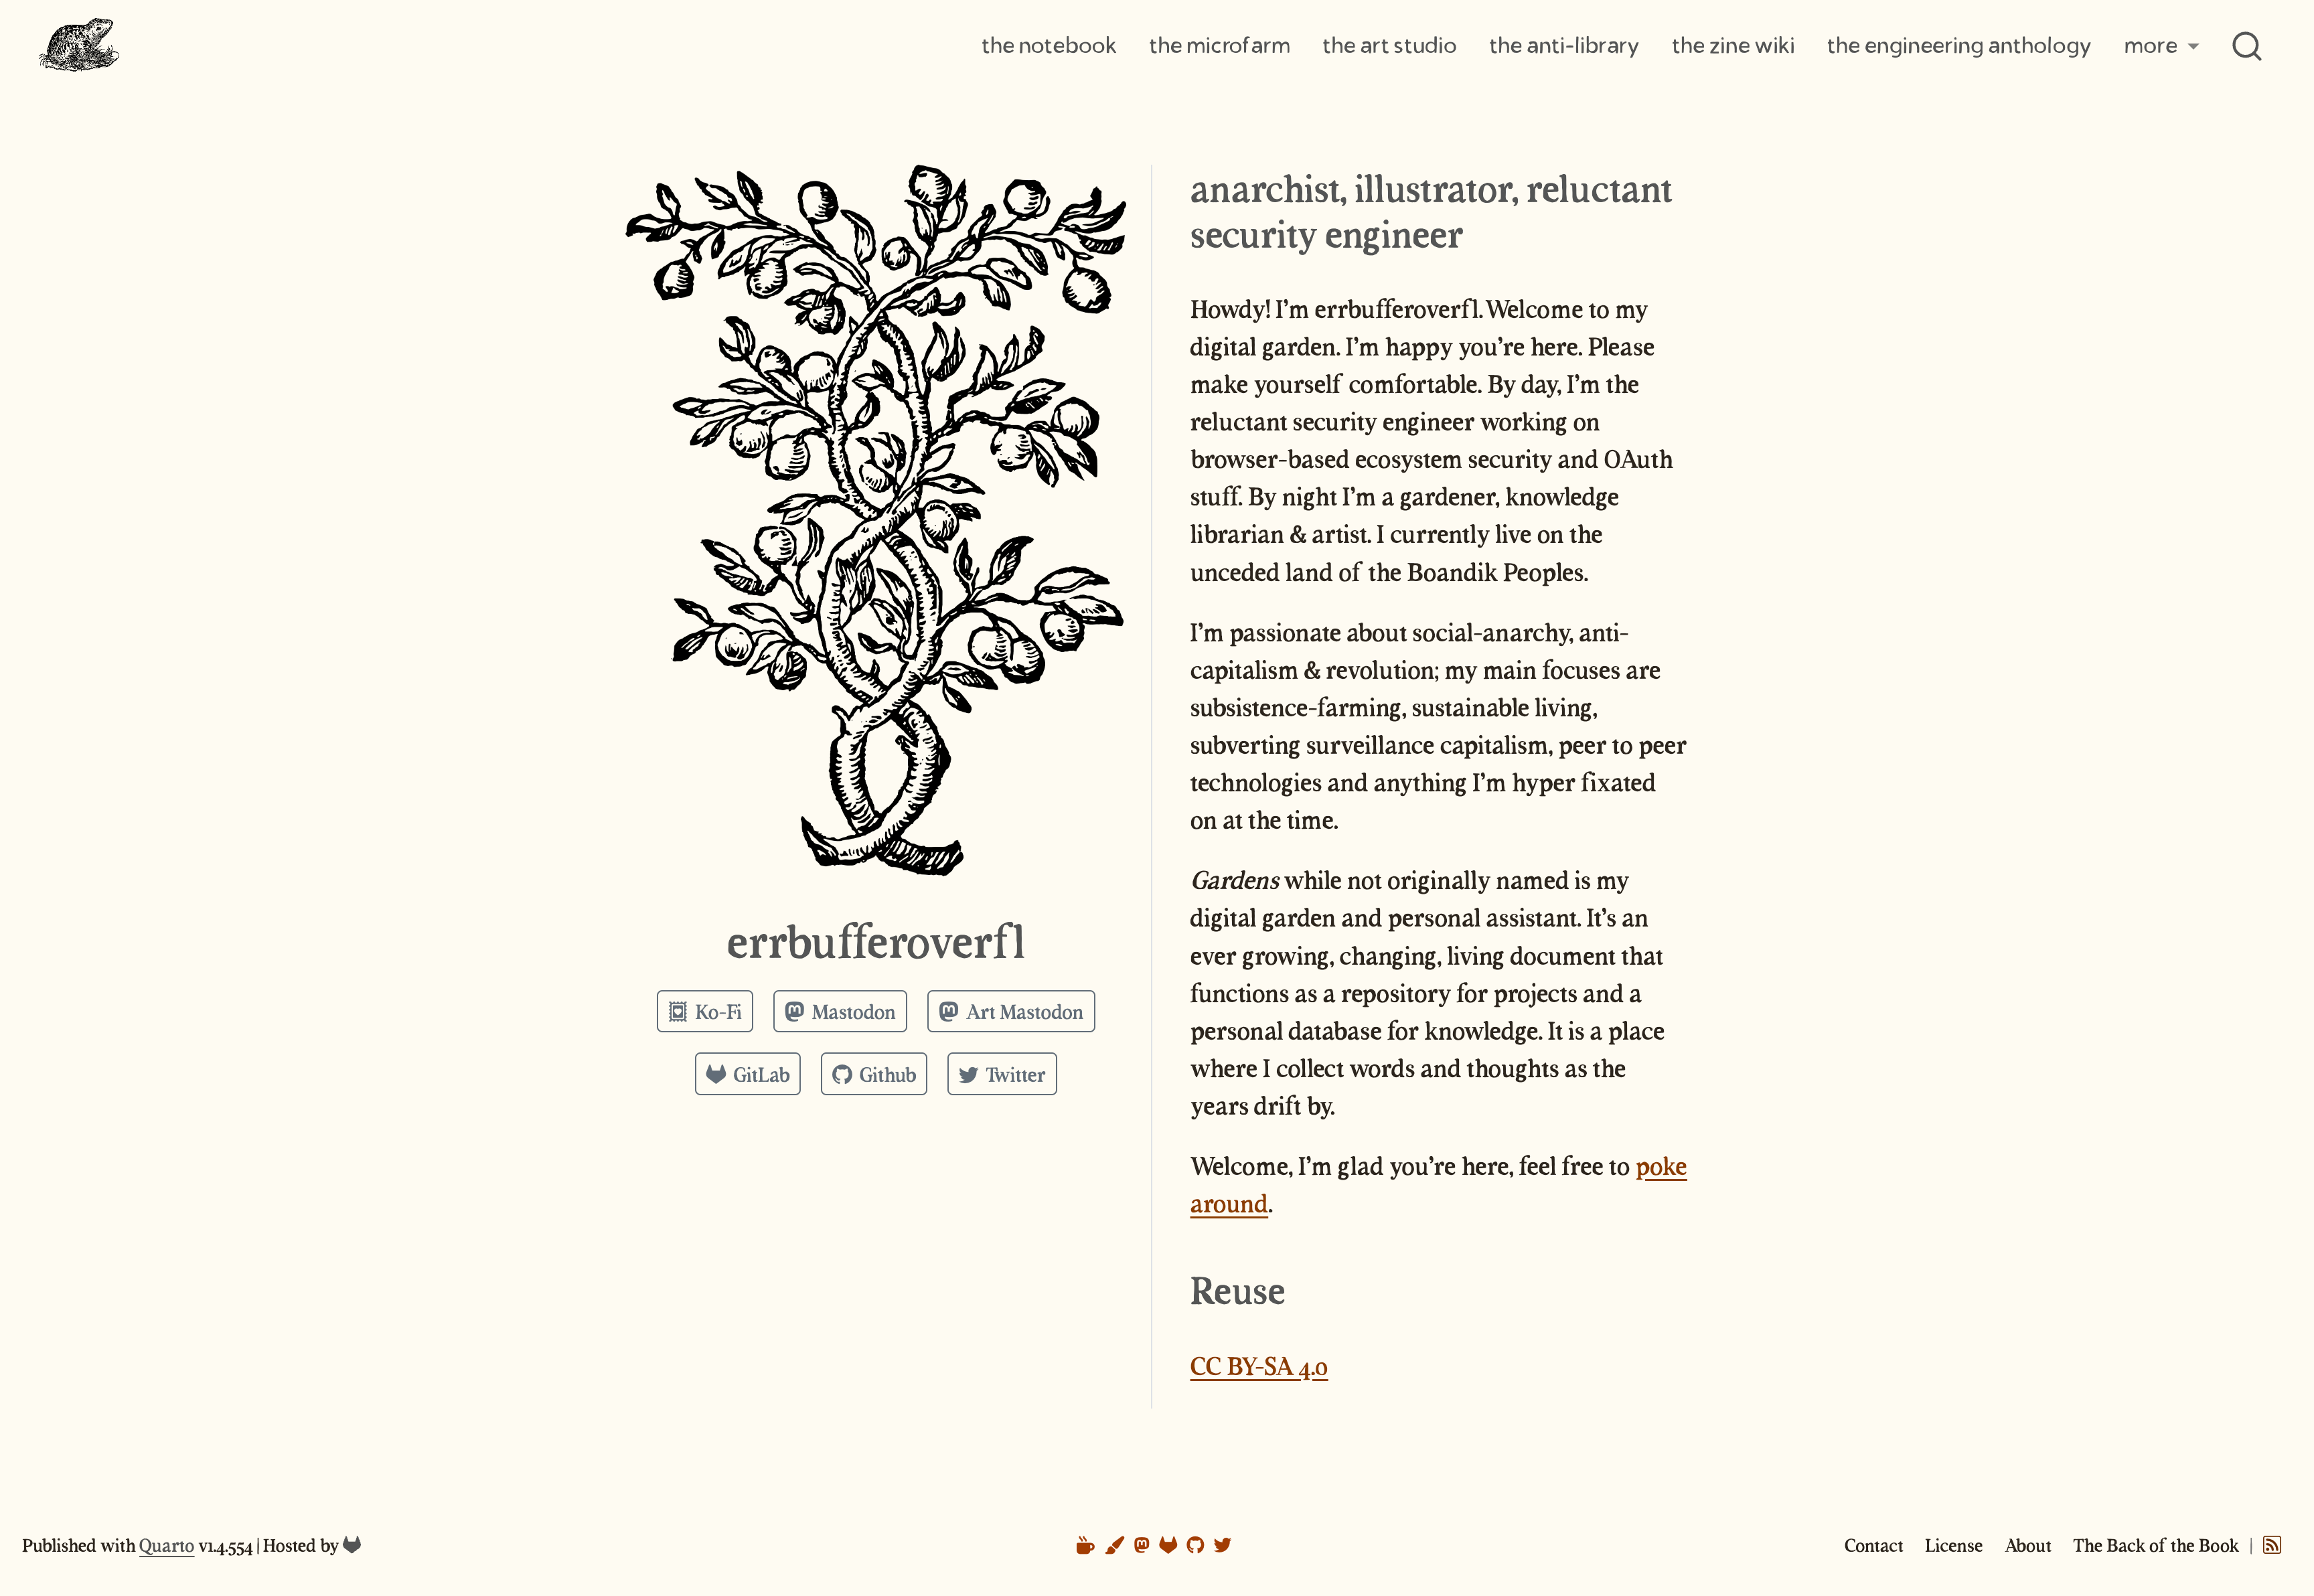 the notebook the microfarm the art studio the anti-library the zine wiki the engineering anthology more
errbufferoverfl
Ko-Fi Mastodon Art Mastodon
GitLab Github Twitter
anarchist, illustrator, reluctant
security engineer
Howdy! I'm errbufferoverfl. Welcome to my
digital garden. I'm happy you're here. Please
make yourself comfortable. By day, I'm the
reluctant security engineer working on
browser-based ecosystem security and OAuth
stuff. By night I'm a gardener, knowledge
librarian & artist. I currently live on the
unceded land of the Boandik Peoples.
I'm passionate about social-anarchy, anti-
capitalism & revolution; my main focuses are
subsistence-farming, sustainable living,
subverting surveillance capitalism, peer to peer
technologies and anything I'm hyper fixated
on at the time.
Gardens while not originally named is my
digital garden and personal assistant. It's an
ever growing, changing, living document that
functions as a repository for projects and a
personal database for knowledge. It is a place
where I collect words and thoughts as the
years drift by.
Welcome, I'm glad you're here, feel free to poke
around.
Reuse
CC BY-SA 4.0
Published with Quarto v1.4.554 | Hosted by
Contact License About The Back of the Book |